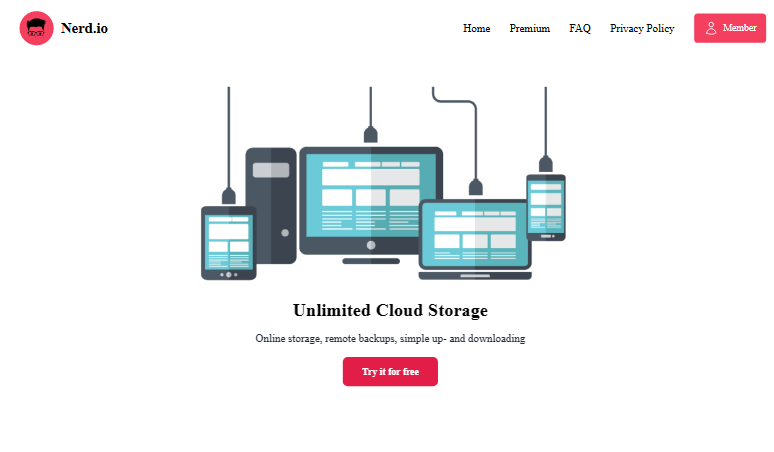 Nerd.io
Home
Premium
FAQ
Privacy Policy
Member
Unlimited Cloud Storage
Online storage, remote backups, simple up- and downloading
Try it for free